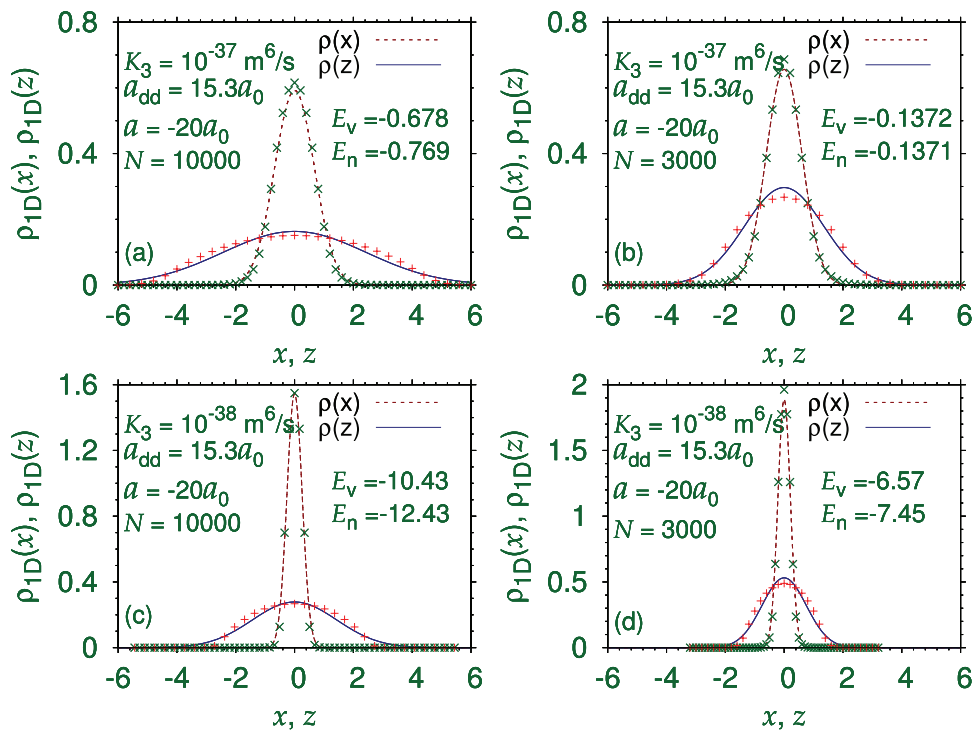 0.8
0.4
0
ρ1D(x), ρ1D(z)
K3 = 10-37 m6/s
add = 15.3a0
a = -20a0
N = 10000
ρ(x)
ρ(z)
Ev=-0.678
En=-0.769
(a)
-6 -4 -2 0 2 4 6
x, z
0.8
0.4
0
ρ1D(x), ρ1D(z)
K3 = 10-37 m6/s
add = 15.3a0
a = -20a0
N = 3000
ρ(x)
ρ(z)
Ev=-0.1372
En=-0.1371
(b)
-6 -4 -2 0 2 4 6
x, z
1.6
1.2
0.8
0.4
0
ρ1D(x), ρ1D(z)
K3 = 10-38 m6/s
add = 15.3a0
a = -20a0
N = 10000
ρ(x)
ρ(z)
Ev=-10.43
En=-12.43
(c)
-6 -4 -2 0 2 4 6
x, z
2
1.5
1
0.5
0
ρ1D(x), ρ1D(z)
K3 = 10-38 m6/s
add = 15.3a0
a = -20a0
N = 3000
ρ(x)
ρ(z)
Ev=-6.57
En=-7.45
(d)
-6 -4 -2 0 2 4 6
x, z